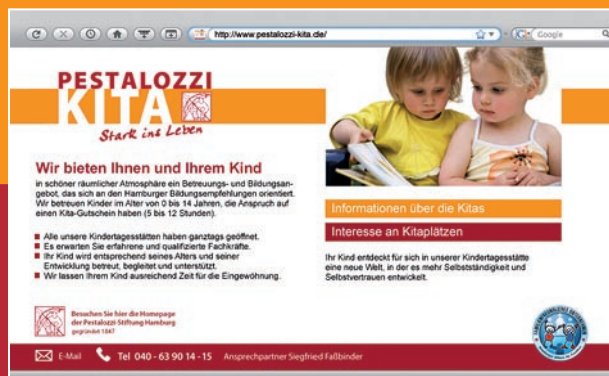 http://www.pestalozzi-kita.de/
Google
PESTALOZZI
KITA
Stark ins Leben
Wir bieten Ihnen und Ihrem Kind
in schöner räumlicher Atmosphäre ein Betreuungs- und Bildungsan-
gebot, das sich an den Hamburger Bildungsempfehlungen orientiert.
Wir betreuen Kinder im Alter von 0 bis 14 Jahren, die Anspruch auf
einen Kita-Gutschein haben (5 bis 12 Stunden).
Alle unsere Kindertagesstätten haben ganztags geöffnet.
Es erwarten Sie erfahrene und qualifizierte Fachkräfte.
Ihr Kind wird entsprechend seines Alters und seiner
Entwicklung betreut, begleitet und unterstützt.
Wir lassen Ihrem Kind ausreichend Zeit für die Eingewöhnung.
Informationen über die Kitas
Interesse an Kitaplätzen
Ihr Kind entdeckt für sich in unserer Kindertagesstätte
eine neue Welt, in der es mehr Selbstständigkeit und
Selbstvertrauen entwickelt.
Besuchen Sie hier die Homepage
der Pestalozzi Stiftung Hamburg
gegründet 1847
E-Mail
Tel 040 - 63 90 14 - 15
Ansprechpartner Siegfried Faßbinder